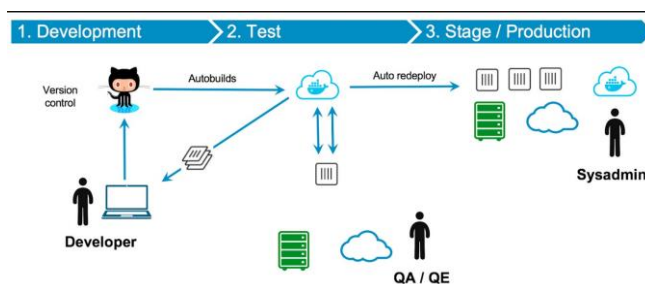 1. Development
2. Test
3. Stage / Production
Version
control
Autobuilds
Auto redeploy
Developer
QA / QE
Sysadmin